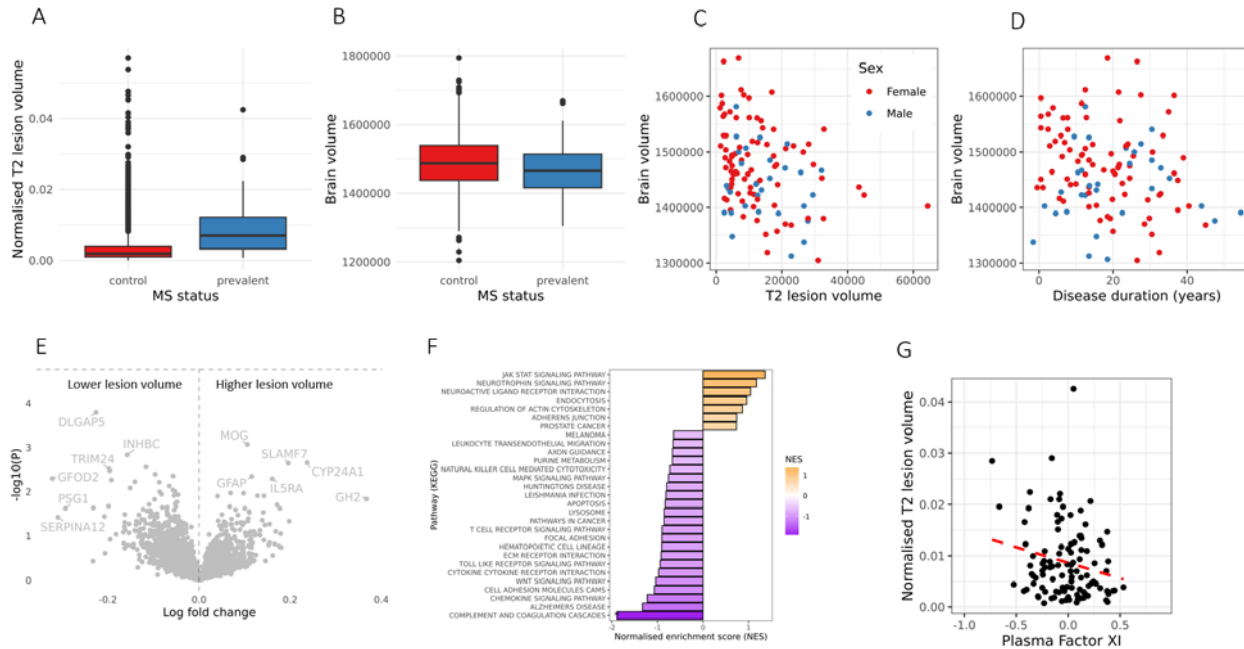 A
Normalised T2 lesion volume
0.04
0.02
0.00
control
prevalent
MS status
B
Brain volume
1800000
1600000
1400000
1200000
control
prevalent
MS status
C
Brain volume
1600000
1500000
1400000
1300000
0
20000
40000
60000
T2 lesion volume
Sex
Female
Male
D
Brain volume
1600000
1500000
1400000
1300000
0
20
40
Disease duration (years)
E
Lower lesion volume
Higher lesion volume
-log10(P)
4
3
2
1
0
DLGAP5
INHBC
TRIM24
GFOD2
PSG1
SERPINA12
MOG
SLAMF7
CYP24A1
GFAP
IL5RA
GH2
-0.2
0.0
0.2
0.4
Log fold change
F
Pathway (KEGG)
JAK STAT SIGNALING PATHWAY
NEUROTROPHIN SIGNALING PATHWAY
NEUROACTIVE LIGAND RECEPTOR INTERACTION
ENDOCYTOSIS
REGULATION OF ACTIN CYTOSKELETON
ADHERENS JUNCTION
PROSTATE CANCER
MELANOMA
LEUKOCYTE TRANSENDOTHELIAL MIGRATION
AXON GUIDANCE
PURINE METABOLISM
NATURAL KILLER CELL MEDIATED CYTOTOXICITY
MAPK SIGNALING PATHWAY
HUNTINGTONS DISEASE
LEISHMANIA INFECTION
APOPTOSIS
LYSOSOME
PATHWAYS IN CANCER
T CELL RECEPTOR SIGNALING PATHWAY
FOCAL ADHESION
HEMATOPOIETIC CELL LINEAGE
ECM RECEPTOR INTERACTION
TOLL LIKE RECEPTOR SIGNALING PATHWAY
CYTOKINE CYTOKINE RECEPTOR INTERACTION
WNT SIGNALING PATHWAY
CELL ADHESION MOLECULES CAMS
CHEMOKINE SIGNALING PATHWAY
ALZHEIMERS DISEASE
COMPLEMENT AND COAGULATION CASCADES
-2
-1
0
1
Normalised enrichment score (NES)
NES
1
0
-1
G
Normalised T2 lesion volume
0.04
0.03
0.02
0.01
0.00
-1.0
-0.5
0.0
0.5
Plasma Factor XI